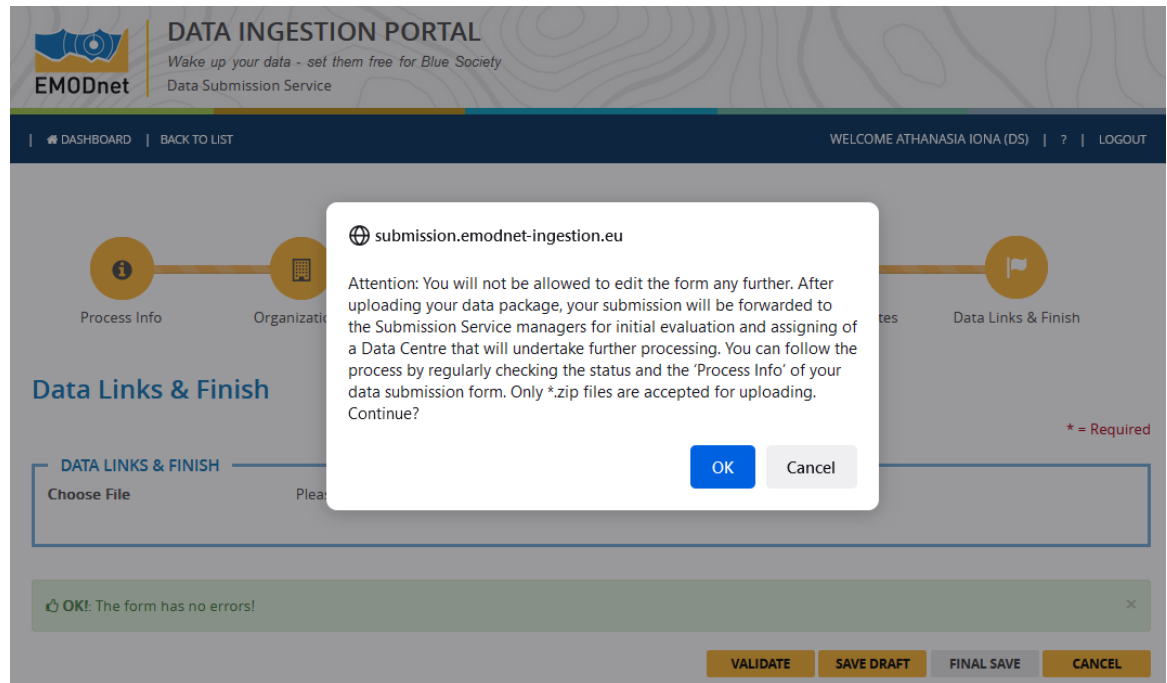 DATA INGESTION PORTAL
Wake up your data - set them free for Blue Society
EMODnet
Data Submission Service
| DASHBOARD | BACK TO LIST
WELCOME ATHANASIA IONA (DS) | ? | LOGOUT
submission.emodnet-ingestion.eu
Attention: You will not be allowed to edit the form any further. After
uploading your data package, your submission will be forwarded to
the Submission Service managers for initial evaluation and assigning of
a Data Centre that will undertake further processing. You can follow the
process by regularly checking the status and the ‘Process Info’ of your
data submission form. Only *.zip files are accepted for uploading.
Continue?
OK Cancel
Process Info
Data Links & Finish
Data Links & Finish
* = Required
DATA LINKS & FINISH
Choose File
OK!: The form has no errors!
×
VALIDATE SAVE DRAFT FINAL SAVE CANCEL